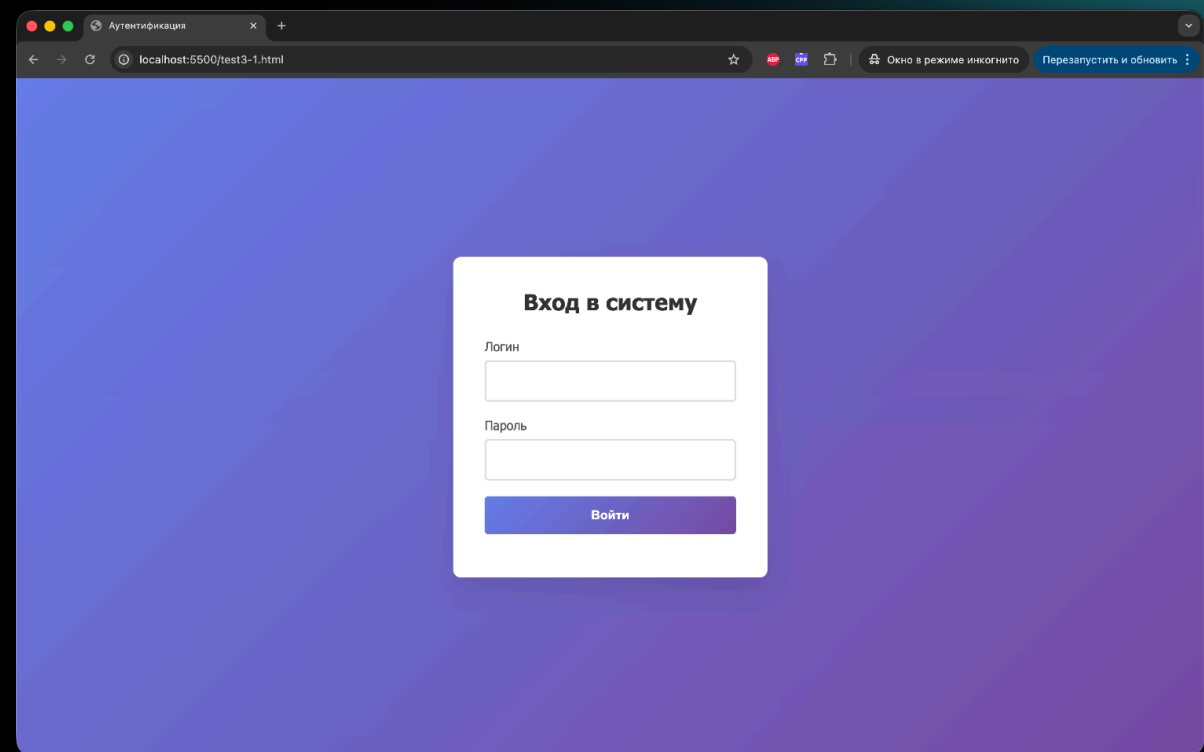 Аутентификация
localhost:5500/test3-1.html
ABP
CPP
Окно в режиме инкогнито
Перезапустить и обновить
Вход в систему
Логин
Пароль
Войти